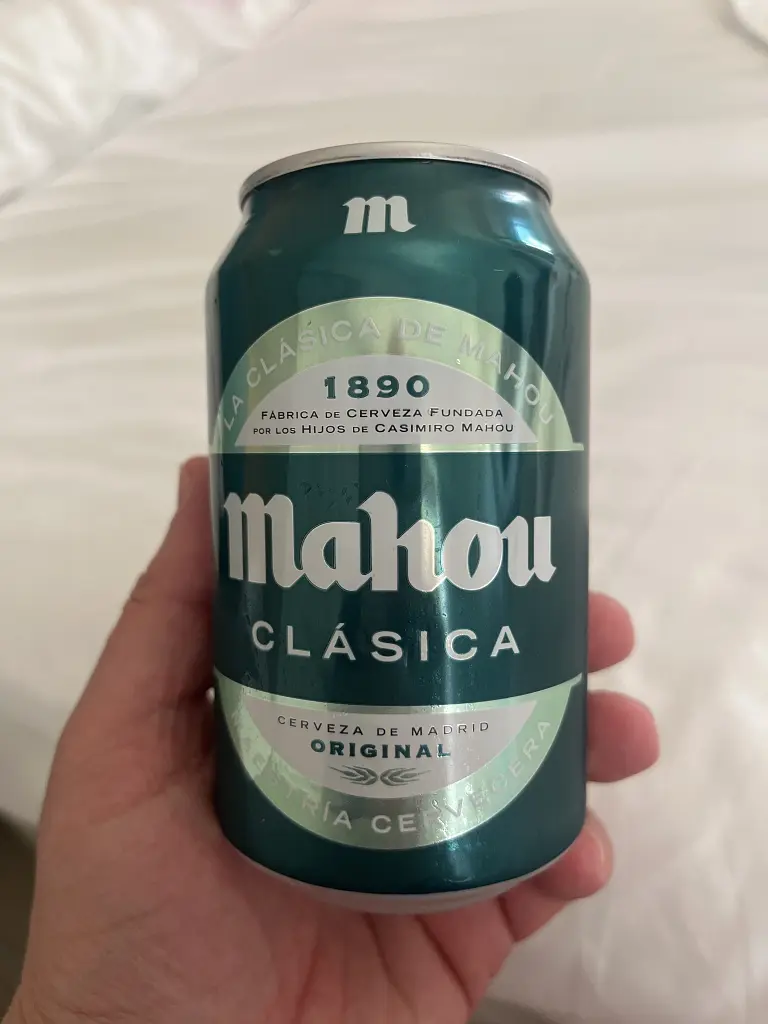 m
LA CLÁSICA DE MAHOU
1890
FÁBRICA DE CERVEZA FUNDADA
POR LOS HIJOS DE CASIMIRO MAHOU
Mahou
CLÁSICA
CERVEZA DE MADRID
ORIGINAL
MAESTRÍA CERVECERA